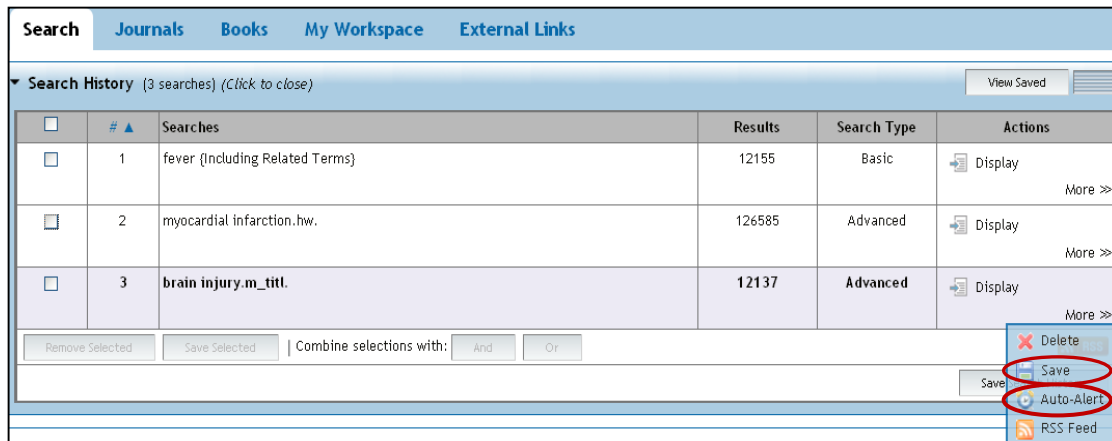 Search Journals Books My Workspace External Links
Search History (3 searches) (Click to close) View Saved
# ▲ Searches Results Search Type Actions
1 fever {Including Related Terms} 12155 Basic Display
More ≫
2 myocardial infarction.hw. 126585 Advanced Display
More ≫
3 brain injury.m_titl. 12137 Advanced Display
More ≫
Remove Selected Save Selected | Combine selections with: And Or
Delete
Save
Save
Auto-Alert
RSS Feed